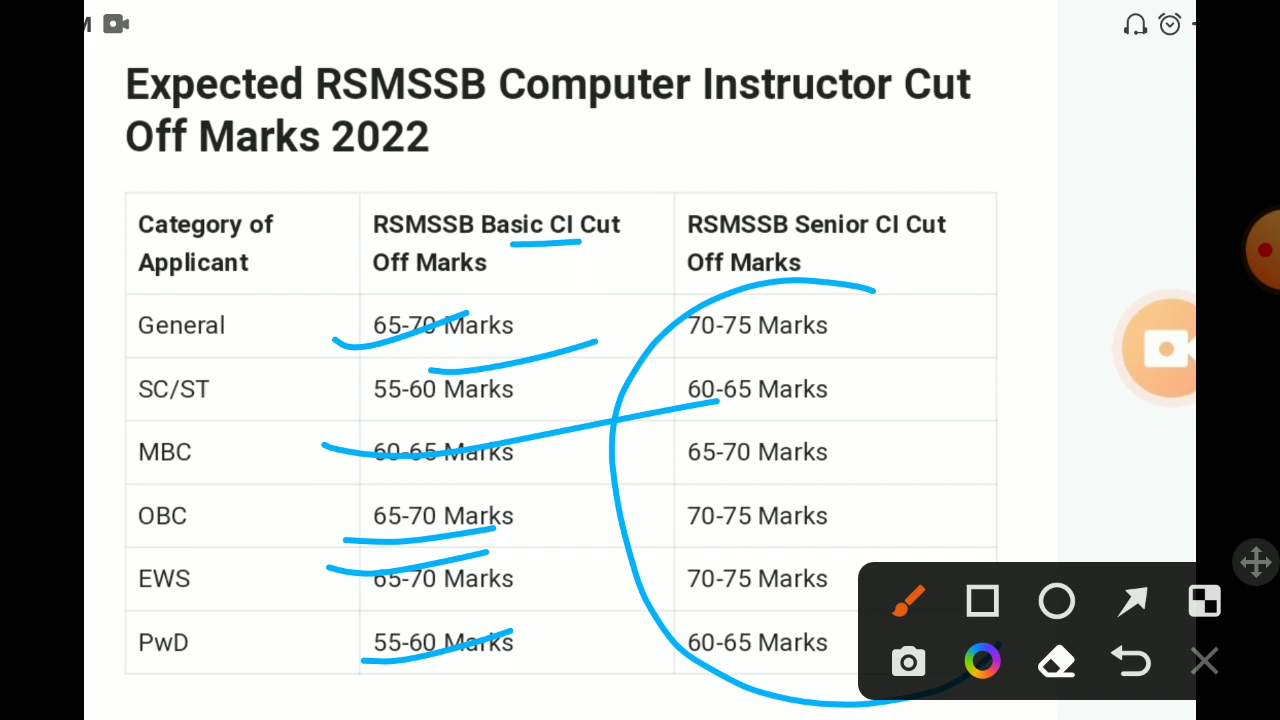 M
Expected RSMSSB Computer Instructor Cut
Off Marks 2022
Category of Applicant RSMSSB Basic CI Cut Off Marks RSMSSB Senior CI Cut Off Marks
General 65-70 Marks 70-75 Marks
SC/ST 55-60 Marks 60-65 Marks
MBC 60-65 Marks 65-70 Marks
OBC 65-70 Marks 70-75 Marks
EWS 65-70 Marks 70-75 Marks
PwD 55-60 Marks 60-65 Marks